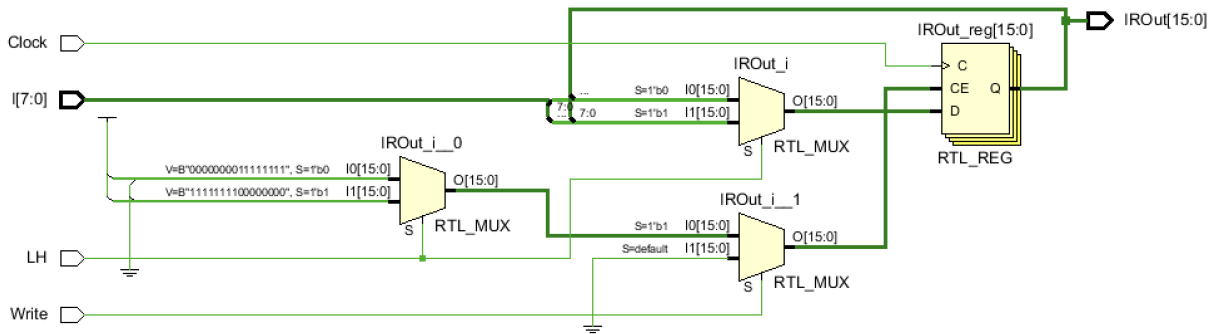 IROut_reg[15:0]
IROut[15:0]
Clock
IROut_i
C
S=1'b0 I0[15:0]
CE Q
I[7:0]
...
7:0
O[15:0]
... 7:0 S=1'b1 I1[15:0]
D
IROut_i__0
S RTL_MUX
RTL_REG
V=B"0000000011111111", S=1'b0 I0[15:0]
O[15:0]
V=B"1111111100000000", S=1'b1 I1[15:0]
IROut_i__1
S RTL_MUX
S=1'b1 I0[15:0]
O[15:0]
S=default I1[15:0]
LH
S RTL_MUX
Write